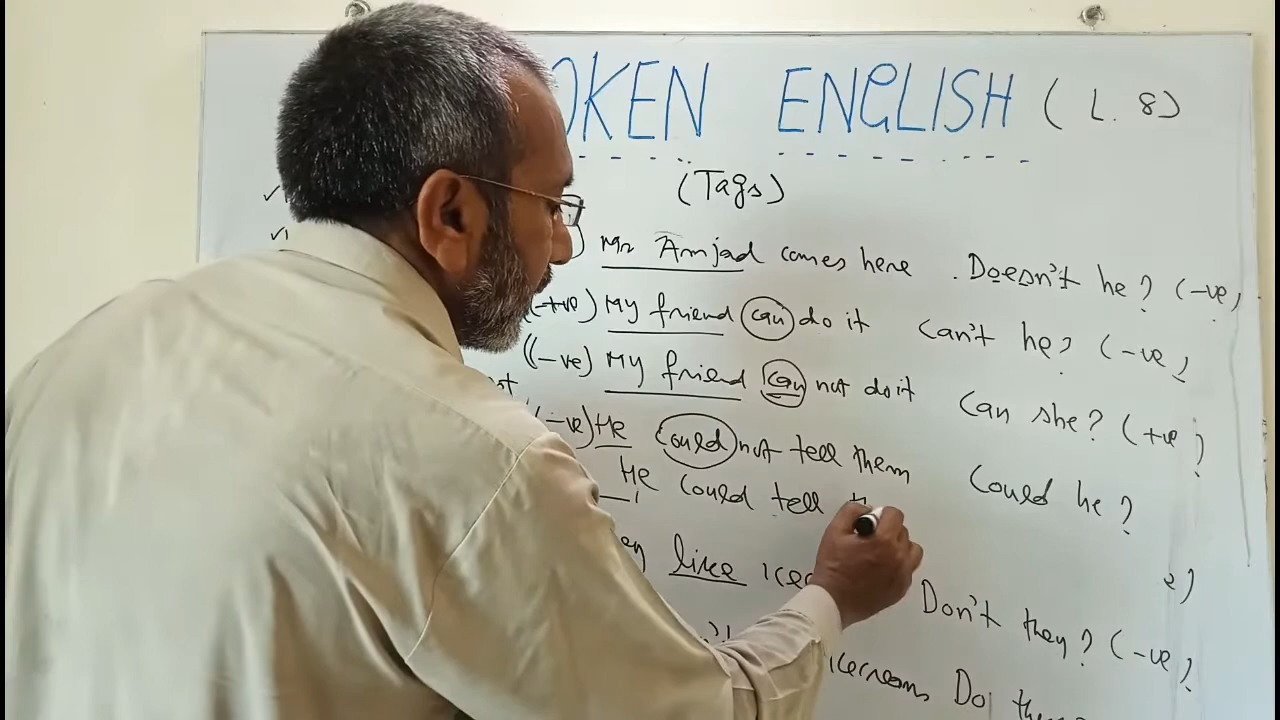 OKEN ENGLISH (L. 8)
(Tags)
) Mr Amjad comes here . Doesn't he? (-ve)
(+ve) My friend can do it can't he? (-ve)
((-ve) My friend can not do it Can she? (+ve)
(-ve) He Could not tell them Could he?
He Could tell
like Don't they? (-ve)
icecream Do